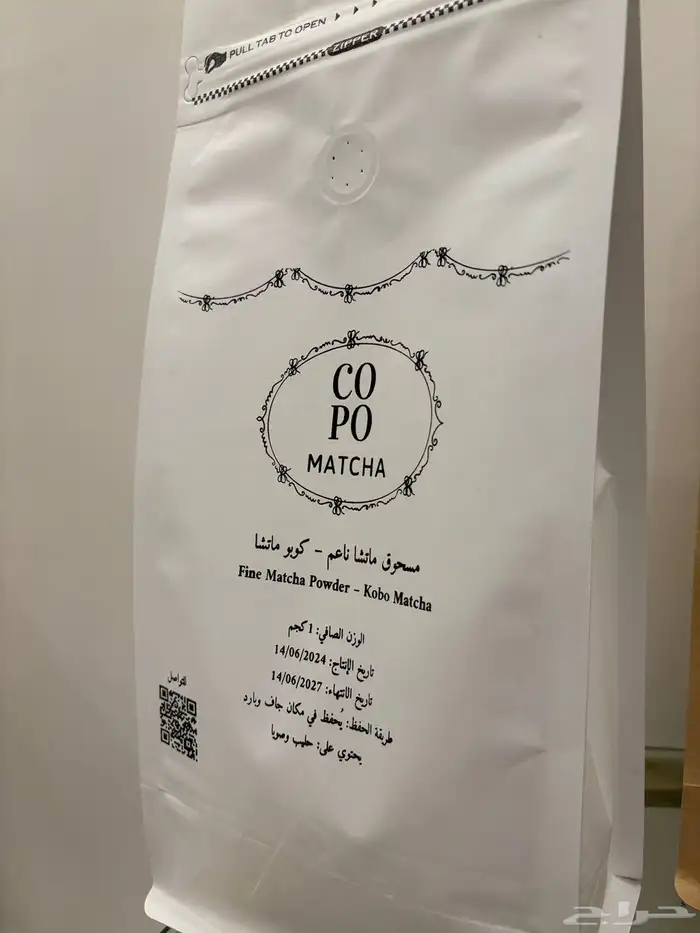 PULL TAB TO OPEN
ZIPPER
CO
PO
MATCHA
مسحوق ماتشا ناعم - كوبو ماتشا
Fine Matcha Powder - Kobo Matcha
الوزن الصافي: 1كجم
تاريخ الإنتاج: 14/06/2024
تاريخ الانتهاء: 14/06/2027
طريقة الحفظ: يُحفظ في مكان جاف وبارد
يحتوي على: حليب وصويا
للتواصل
حراج